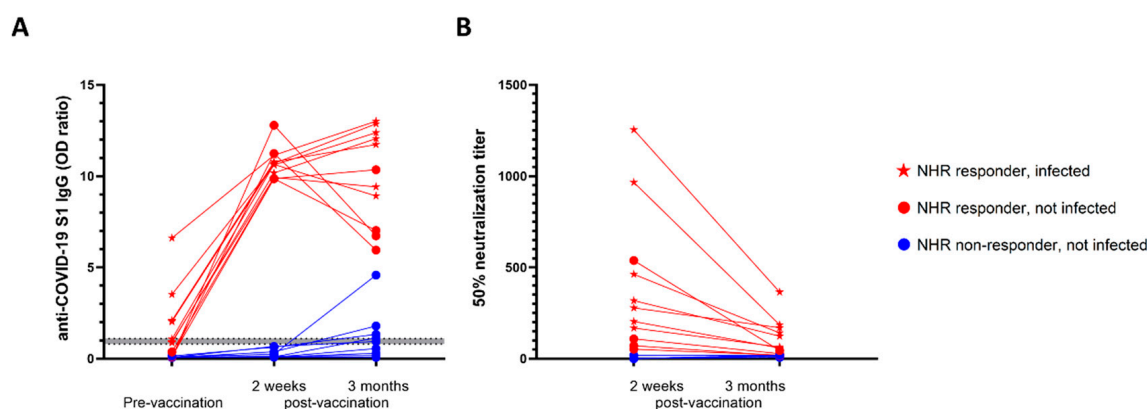 A
B
anti-COVID-19 S1 IgG (OD ratio)
15
10
5
0
Pre-vaccination
2 weeks
3 months
post-vaccination
50% neutralization titer
1500
1000
500
0
2 weeks
3 months
post-vaccination
NHR responder, infected
NHR responder, not infected
NHR non-responder, not infected